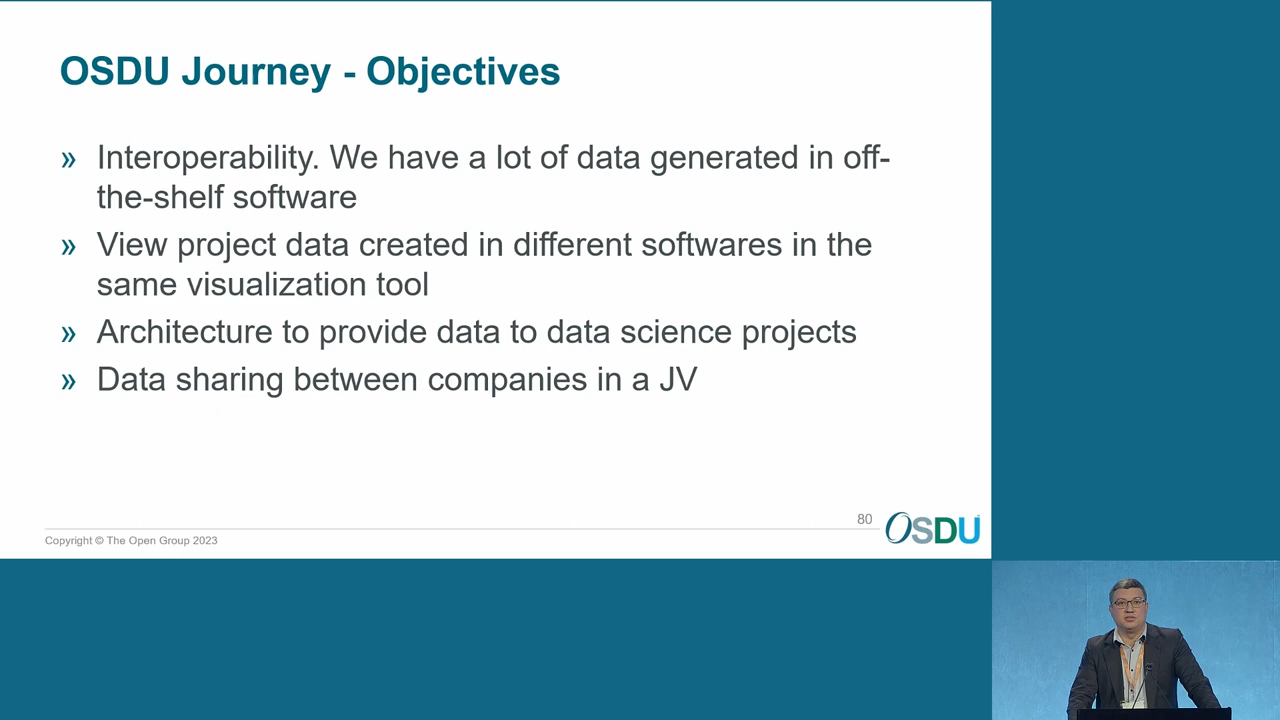 OSDU Journey - Objectives
» Interoperability. We have a lot of data generated in off-
the-shelf software
» View project data created in different softwares in the
same visualization tool
» Architecture to provide data to data science projects
» Data sharing between companies in a JV
80
OSDU
Copyright © The Open Group 2023